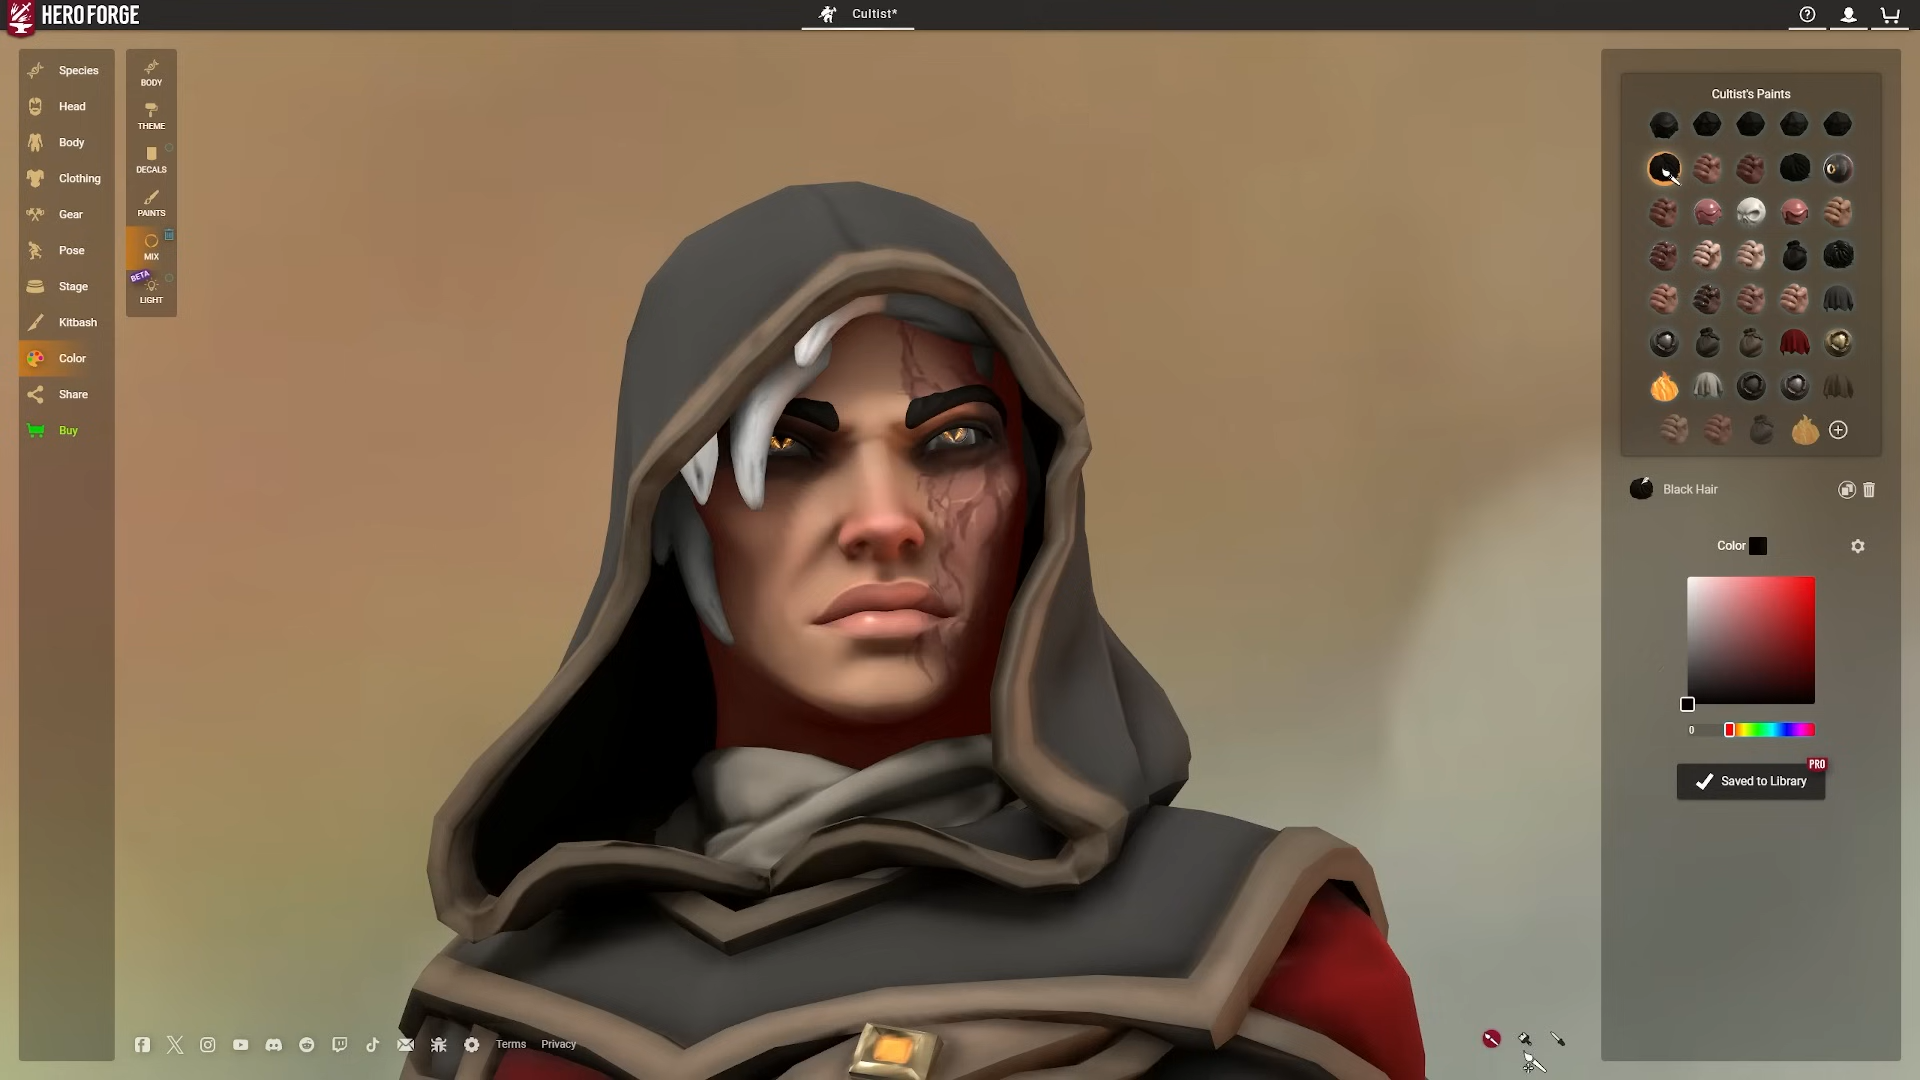 HERO FORGE
Cultist*
Species
Head
Body
Clothing
Gear
Pose
Stage
Kitbash
Color
Share
Buy
BODY
THEME
DECALS
PAINTS
MIX
BETA
LIGHT
Cultist's Paints
Black Hair
Color
0
PRO
Saved to Library
Terms
Privacy